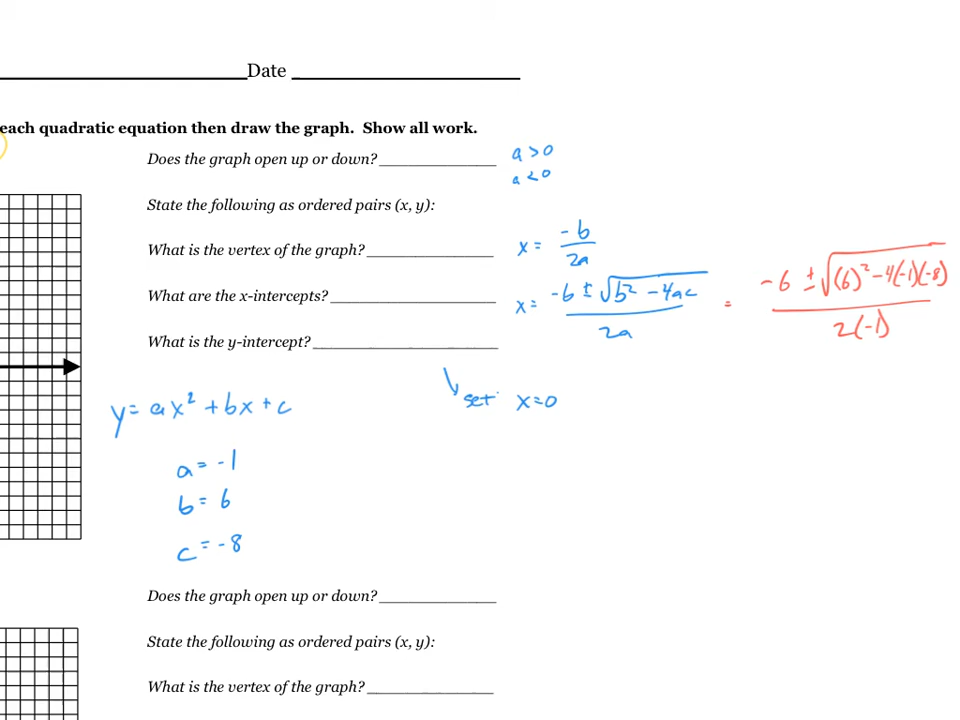 Date
each quadratic equation then draw the graph. Show all work.
Does the graph open up or down?
a > 0
a < 0
State the following as ordered pairs (x, y):
What is the vertex of the graph?
x = -b / 2a
What are the x-intercepts?
x = -b ± √(b² - 4ac) / 2a = -6 ± √((6)² - 4(-1)(-8)) / 2(-1)
What is the y-intercept?
↳ set x=0
y = ax² + bx + c
a = -1
b = 6
c = -8
Does the graph open up or down?
State the following as ordered pairs (x, y):
What is the vertex of the graph?